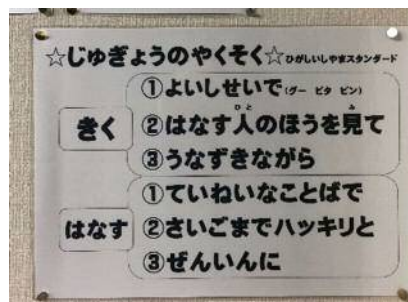 ☆じゅぎょうのやくそく☆ひがしいしやまスタンダード
きく
①よいしせいで（グー ピタ ピン）
②はなす人のほうを見て
③うなずきながら
はなす
①ていねいなことばで
②さいごまでハッキリと
③ぜんいんに